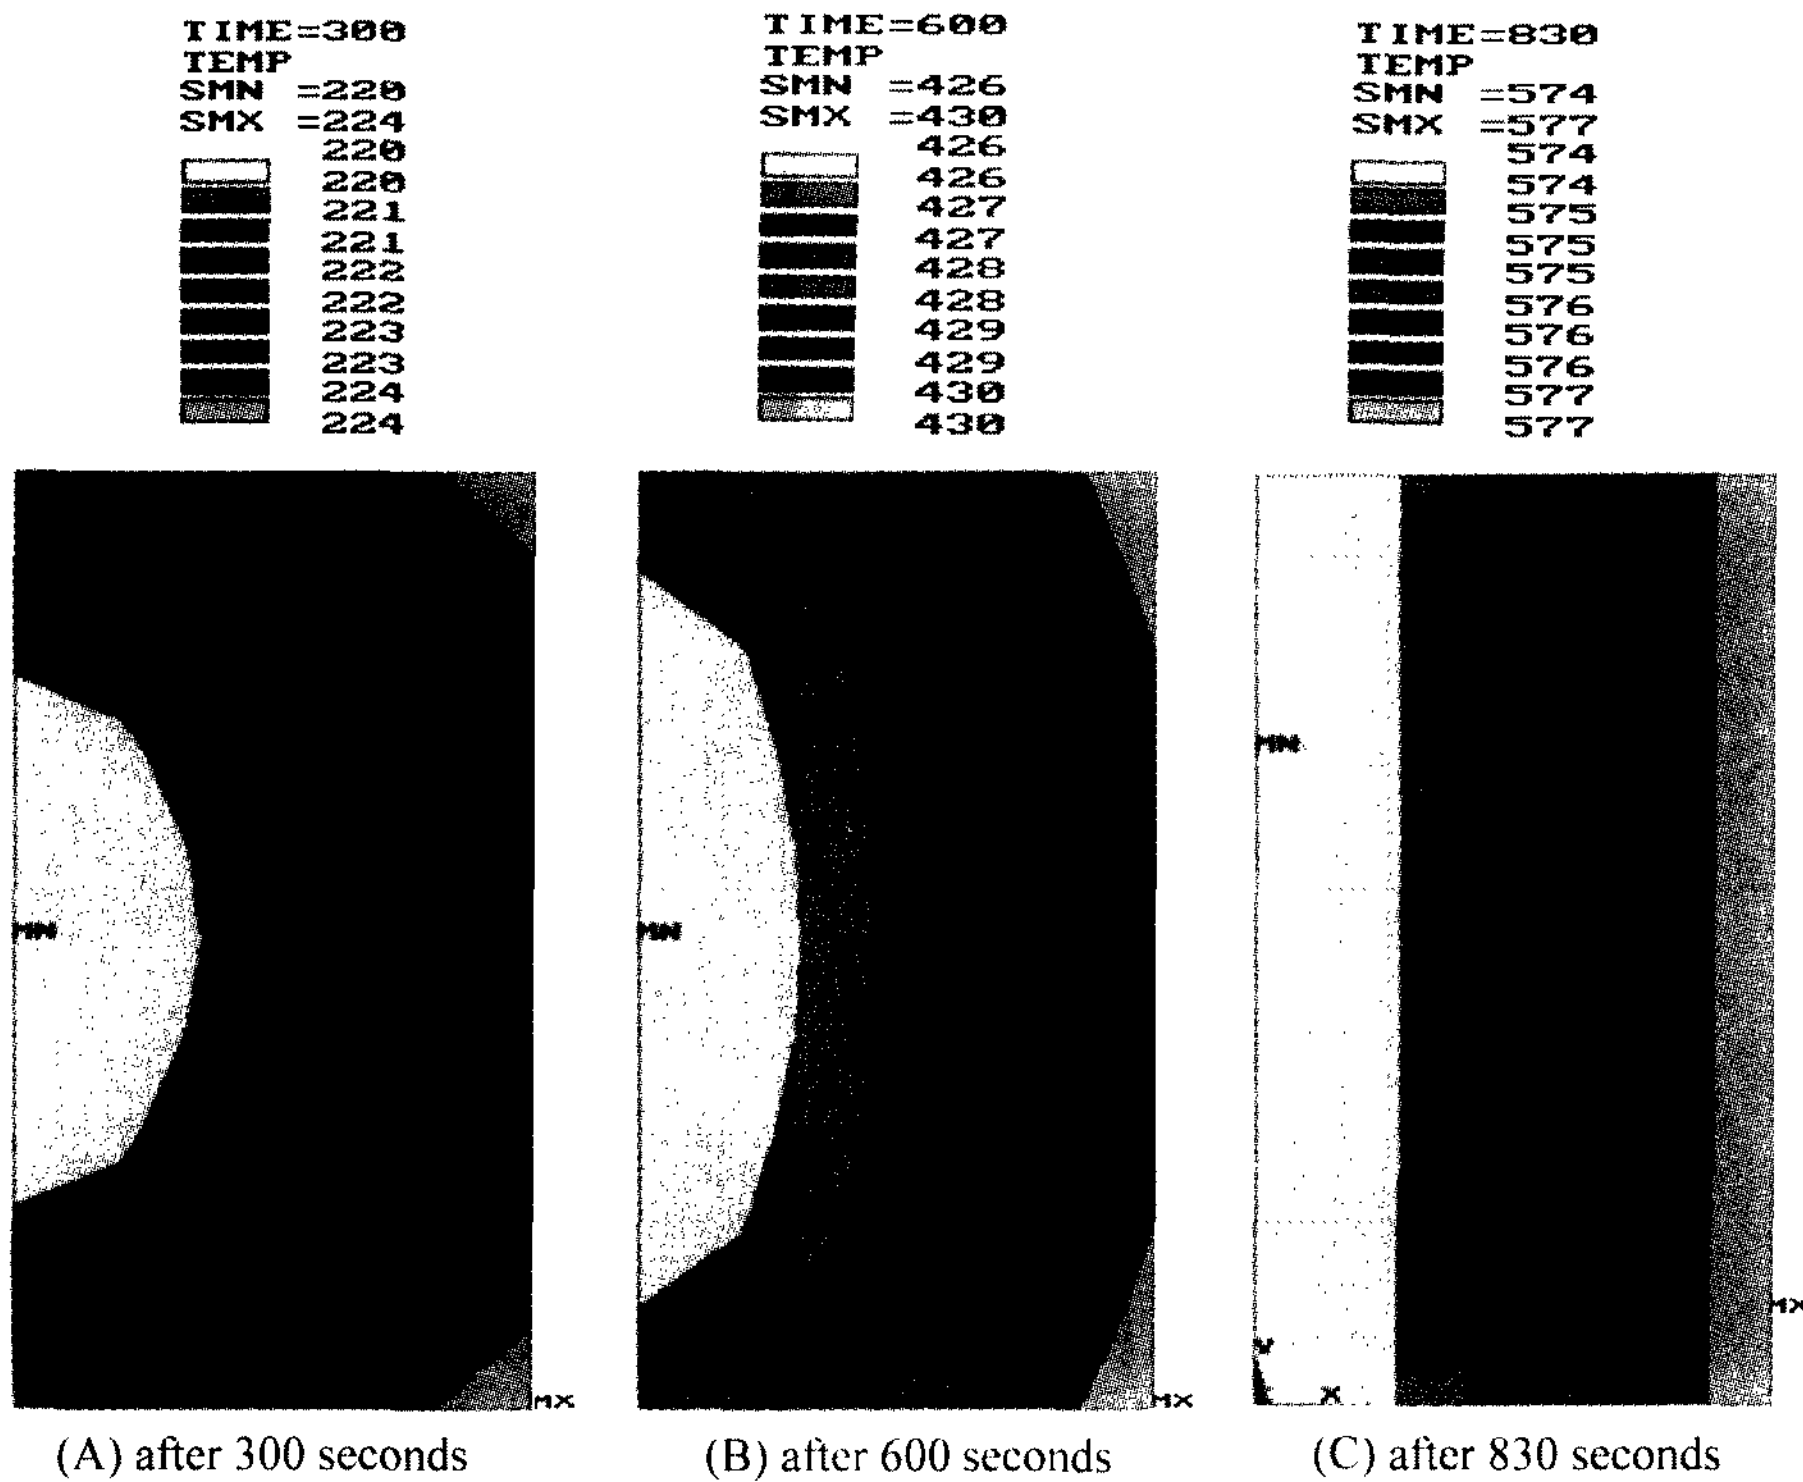 TIME=300
TEMP
SMN =220
SMX =224
220
220
221
221
222
222
223
223
224
224
TIME=600
TEMP
SMN =426
SMX =430
426
426
427
427
428
428
429
429
430
430
TIME=830
TEMP
SMN =574
SMX =577
574
574
575
575
575
576
576
576
577
577
MN
MX
MN
MX
MN
MX
Y
X
(A) after 300 seconds
(B) after 600 seconds
(C) after 830 seconds